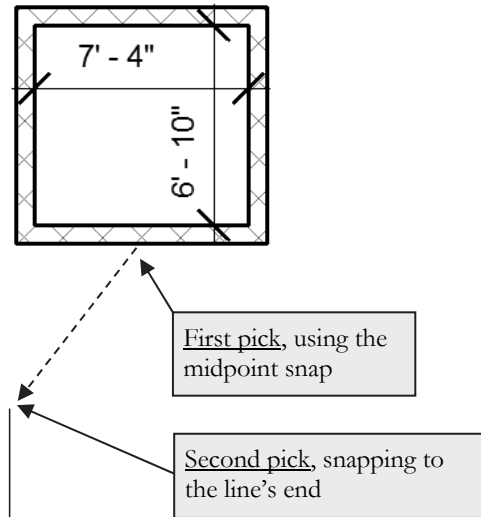 7' - 4"
6' - 10"
First pick, using the
midpoint snap
Second pick, snapping to
the line’s end